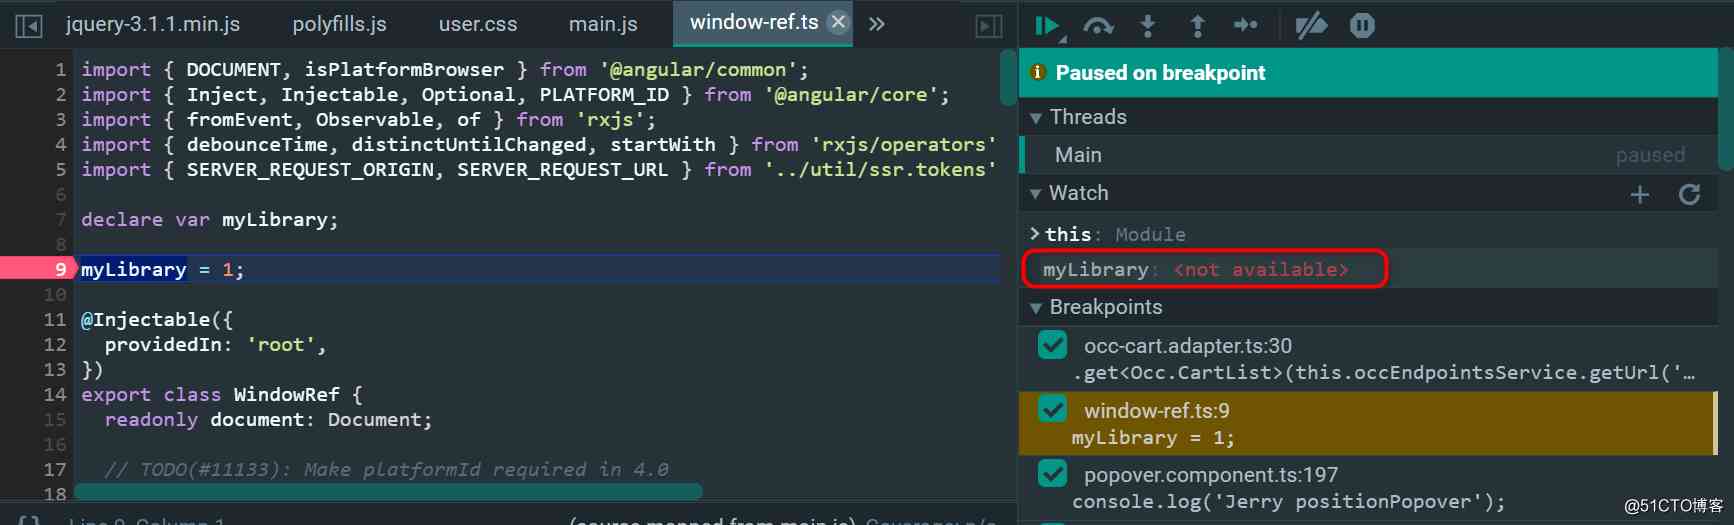 jquery-3.1.1.min.js polyfills.js user.css main.js window-ref.ts
1 import { DOCUMENT, isPlatformBrowser } from '@angular/common';
2 import { Inject, Injectable, Optional, PLATFORM_ID } from '@angular/core';
3 import { fromEvent, Observable, of } from 'rxjs';
4 import { debounceTime, distinctUntilChanged, startWith } from 'rxjs/operators'
5 import { SERVER_REQUEST_ORIGIN, SERVER_REQUEST_URL } from '../util/ssr.tokens'
6
7 declare var myLibrary;
8
9 myLibrary = 1;
10
11 @Injectable({
12 providedIn: 'root',
13 })
14 export class WindowRef {
15 readonly document: Document;
16
17 // TODO(#11133): Make platformId required in 4.0
18
{} Line 9, Column 1 (source mapped from main.js) Coverage: n/a
Paused on breakpoint
Threads
Main paused
Watch
this: Module
myLibrary: <not available>
Breakpoints
occ-cart.adapter.ts:30
.get<Occ.CartList>(this.occEndpointsService.getUrl('…
window-ref.ts:9
myLibrary = 1;
popover.component.ts:197
console.log('Jerry positionPopover');
@51CTO博客